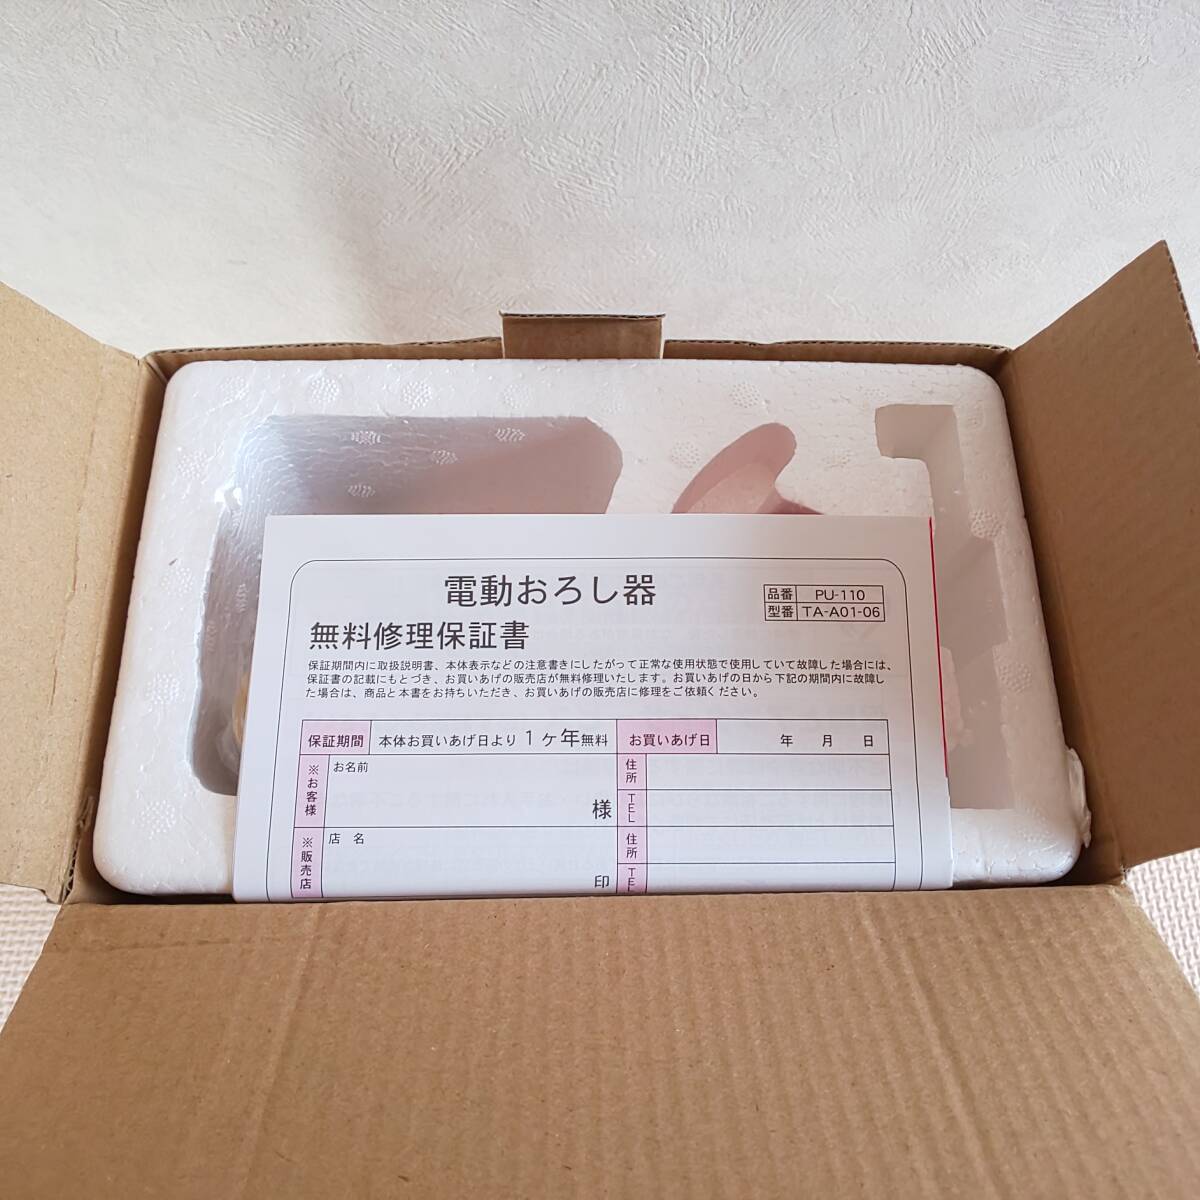 電動おろし器
品番 PU-110
型番 TA-A01-06
無料修理保証書
保証期間内に取扱説明書、本体表示などの注意書きにしたがって正常な使用状態で使用していて故障した場合には、
保証書の記載にもとづき、お買いあげの販売店が無料修理いたします。お買いあげの日から下記の期間内に故障し
た場合は、商品と本書をお持ちいただき、お買いあげの販売店に修理をご依頼ください。
保証期間 本体お買いあげ日より1ヶ年無料 お買いあげ日 年 月 日
※お客様 お名前 様 住所
TEL
※販売店 店 名 印 住所
TEL